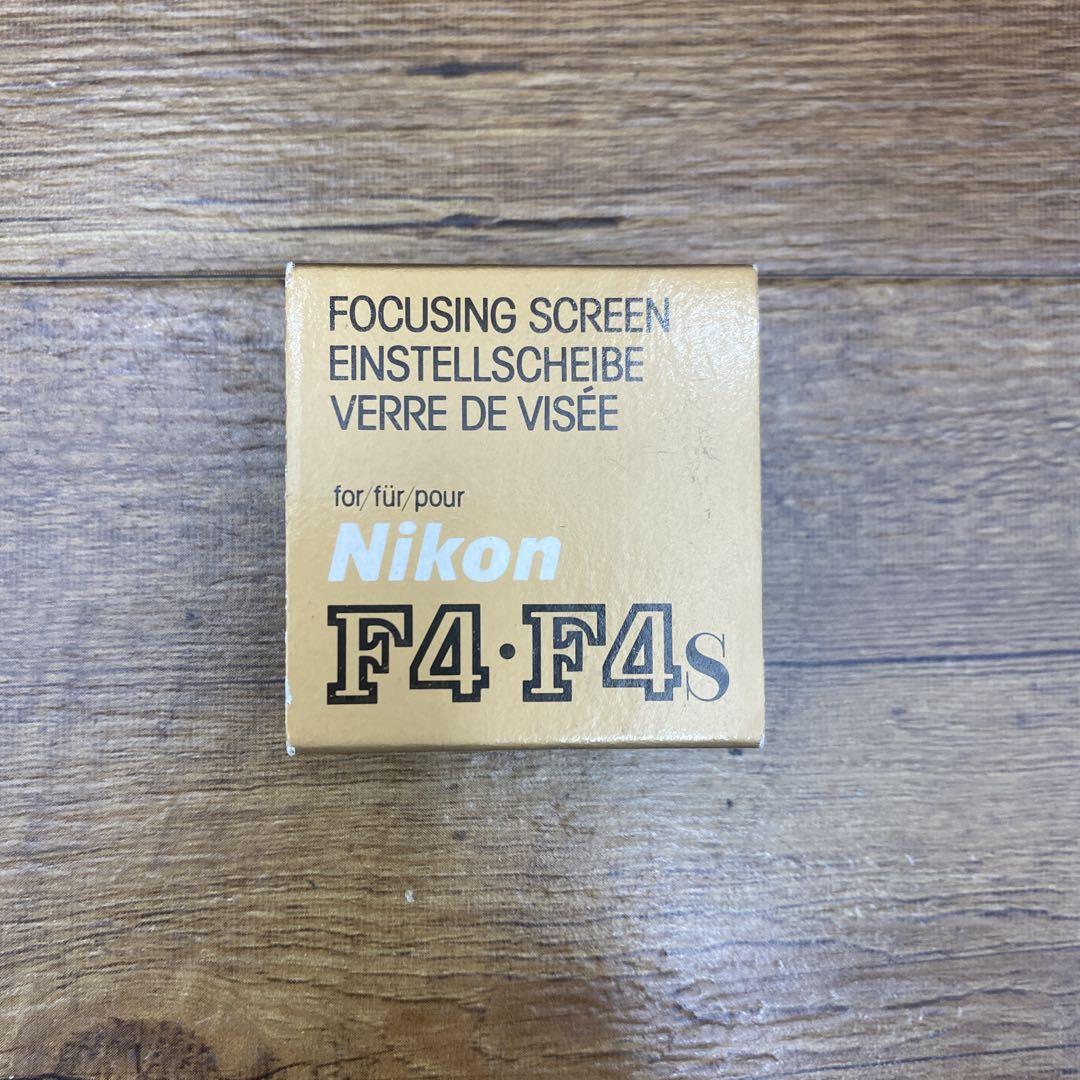 FOCUSING SCREEN
EINSTELLSCHEIBE
VERRE DE VISÉE
for/für/pour
Nikon
F4·F4s